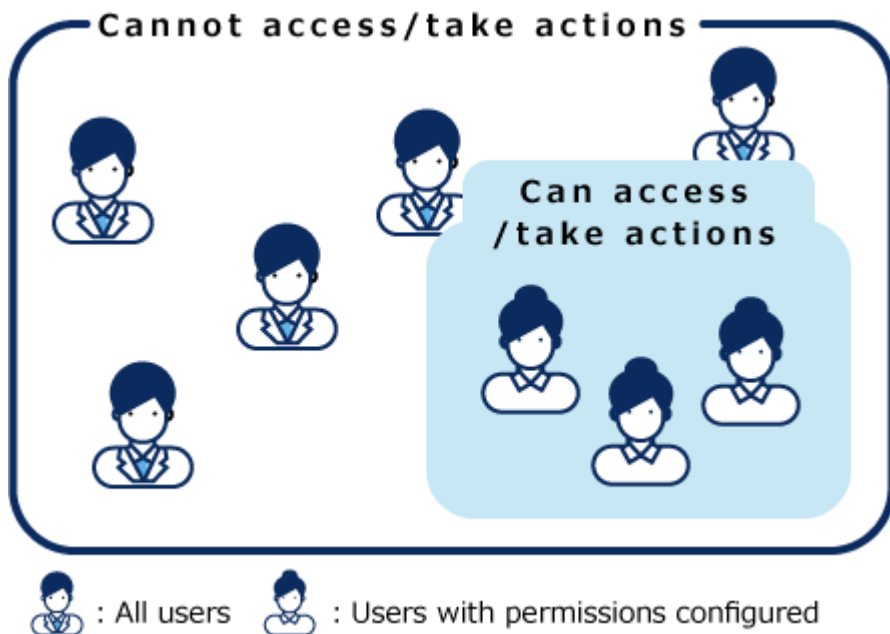 Cannot access/take actions
Can access
/take actions
: All users
: Users with permissions configured